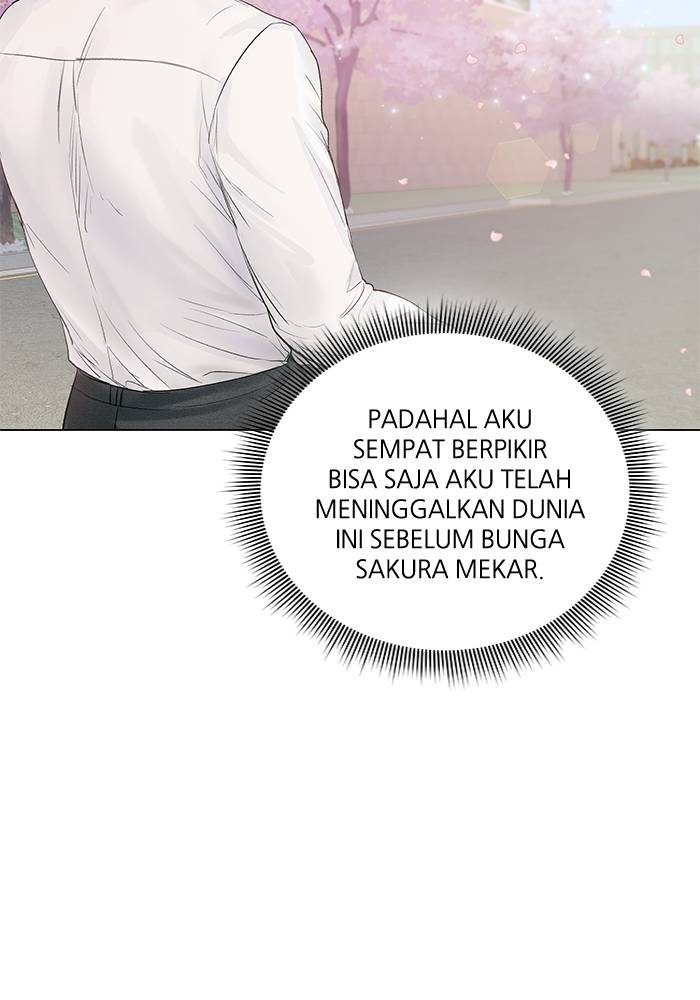 PADAHAL AKU
SEMPAT BERPIKIR
BISA SAJA AKU TELAH
MENINGGALKAN DUNIA
INI SEBELUM BUNGA
SAKURA MEKAR.